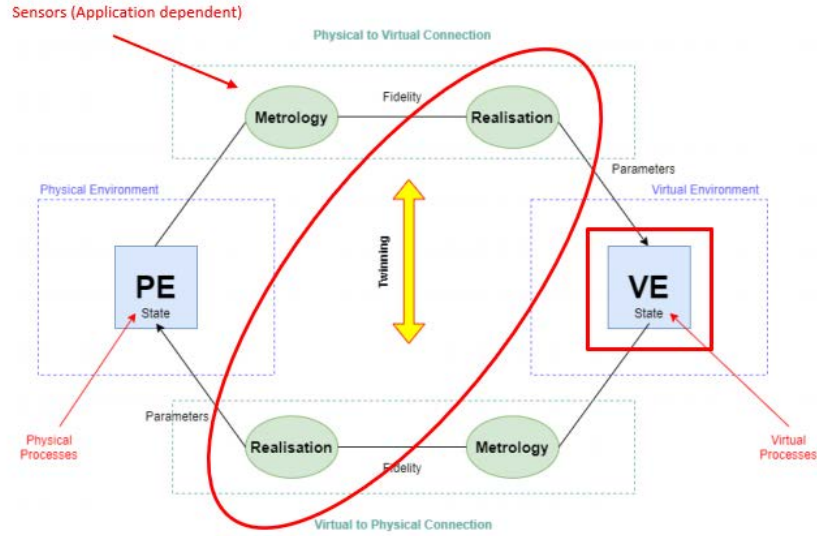 Sensors (Application dependent)
Physical to Virtual Connection
Fidelity
Metrology
Realisation
Parameters
Physical Environment
Virtual Environment
Twinning
PE
State
VE
State
Parameters
Physical
Processes
Virtual
Processes
Realisation
Metrology
Fidelity
Virtual to Physical Connection